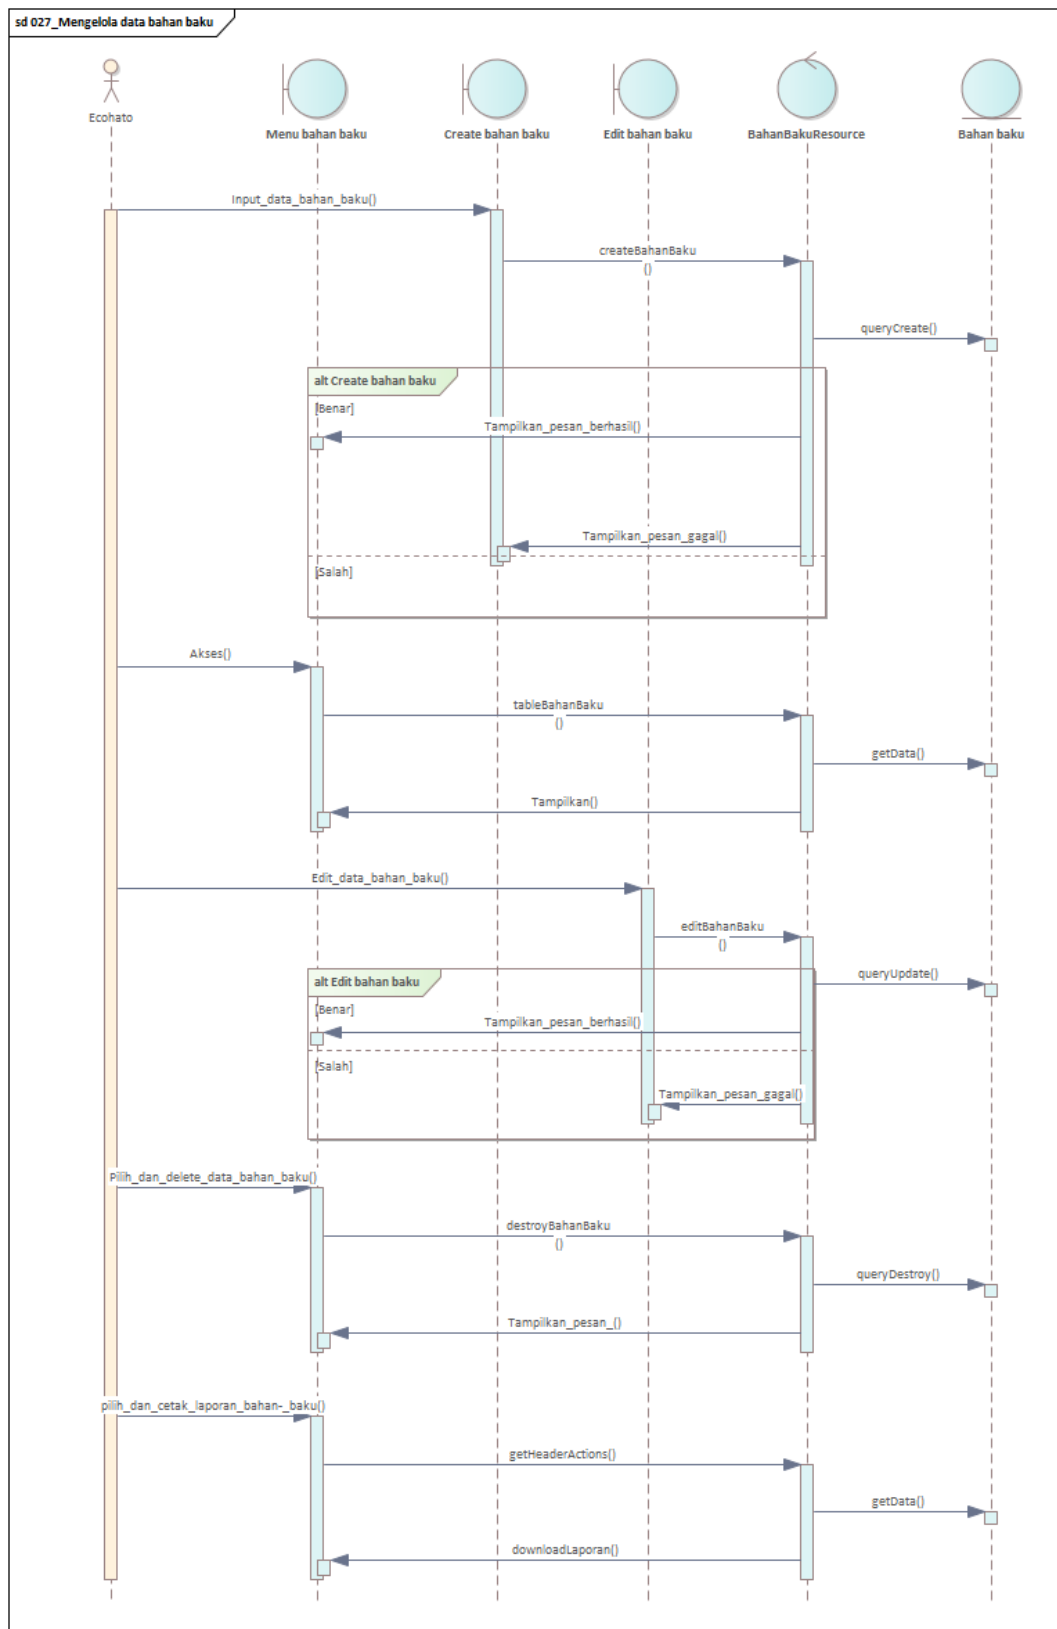 sd 027_Mengelola data bahan baku
Ecohato
Menu bahan baku
Create bahan baku
Edit bahan baku
BahanBakuResource
Bahan baku
Input_data_bahan_baku()
createBahanBaku
()
queryCreate()
alt Create bahan baku
[Benar]
Tampilkan_pesan_berhasil()
Tampilkan_pesan_gagal()
[Salah]
Akses()
tableBahanBaku
()
getData()
Tampilkan()
Edit_data_bahan_baku()
editBahanBaku
()
alt Edit bahan baku
queryUpdate()
[Benar]
Tampilkan_pesan_berhasil()
[Salah]
Tampilkan_pesan_gagal()
Pilih_dan_delete_data_bahan_baku()
destroyBahanBaku
()
queryDestroy()
Tampilkan_pesan_()
pilih_dan_cetak_laporan_bahan-_baku()
getHeaderActions()
getData()
downloadLaporan()